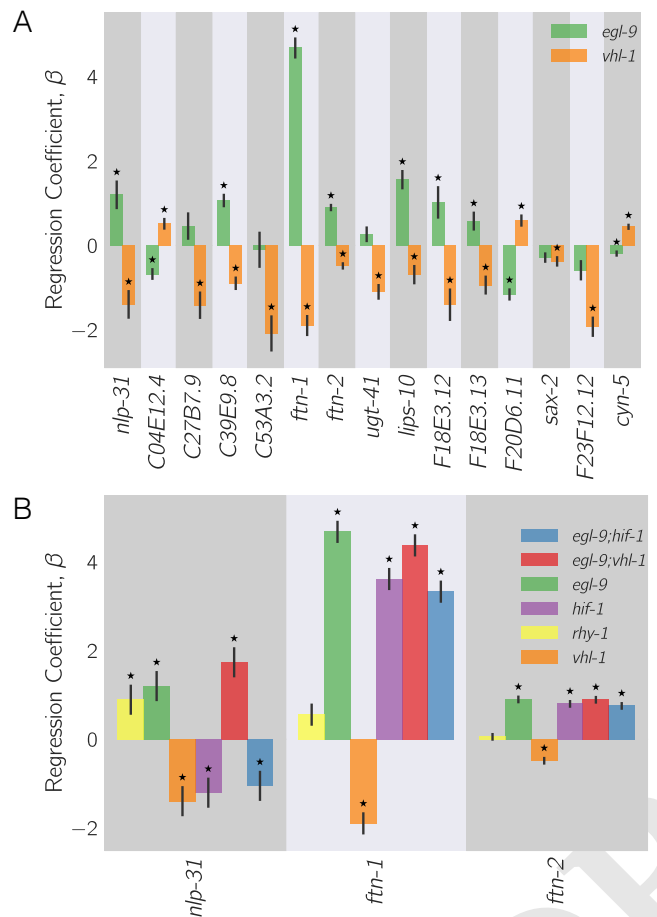 A
egl-9
vhl-1
Regression Coefficient, β
4
2
0
−2
nlp-31
C04E12.4
C27B7.9
C39E9.8
C53A3.2
ftn-1
ftn-2
ugt-41
lips-10
F18E3.12
F18E3.13
F20D6.11
sax-2
F23F12.12
cyn-5
B
egl-9;hif-1
egl-9;vhl-1
egl-9
hif-1
rhy-1
vhl-1
Regression Coefficient, β
4
2
0
−2
nlp-31
ftn-1
ftn-2